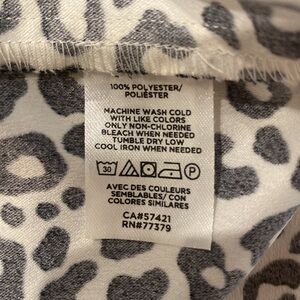 100% POLYESTER/
POLIÉSTER
MACHINE WASH COLD
WITH LIKE COLORS
ONLY NON-CHLORINE
BLEACH WHEN NEEDED
TUMBLE DRY LOW
COOL IRON WHEN NEEDED
30 P
AVEC DES COULEURS
SEMBLABLES/ CON
COLORES SIMILARES
CA#57421
RN#77379